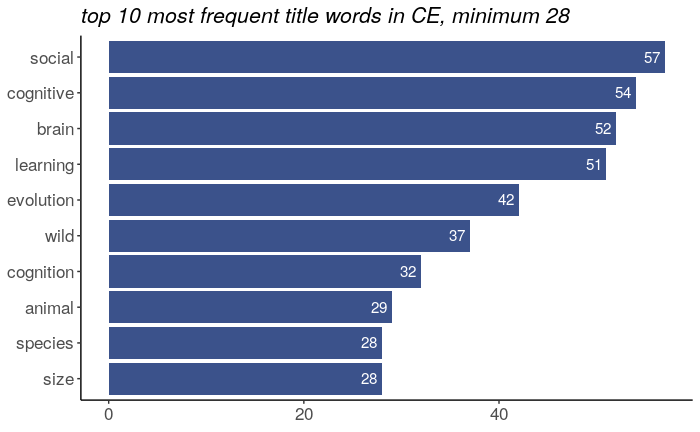 top 10 most frequent title words in CE, minimum 28
social 57
cognitive 54
brain 52
learning 51
evolution 42
wild 37
cognition 32
animal 29
species 28
size 28
0 20 40